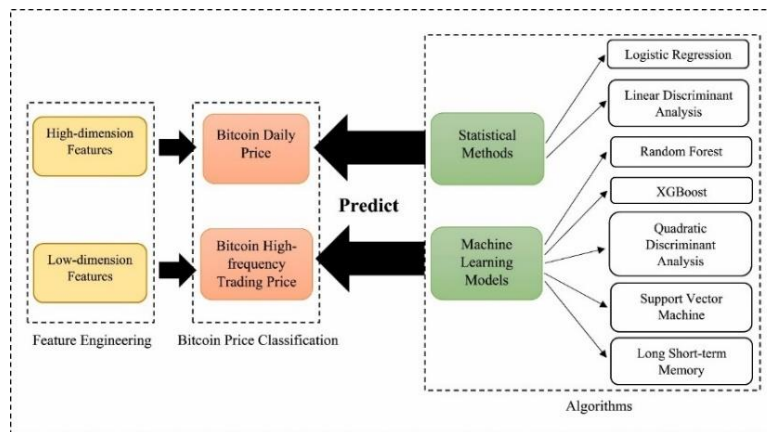 High-dimension
Features
Low-dimension
Features
Feature Engineering
Bitcoin Daily
Price
Bitcoin High-
frequency
Trading Price
Bitcoin Price Classification
Predict
Statistical
Methods
Machine
Learning
Models
Logistic Regression
Linear Discriminant
Analysis
Random Forest
XGBoost
Quadratic
Discriminant
Analysis
Support Vector
Machine
Long Short-term
Memory
Algorithms